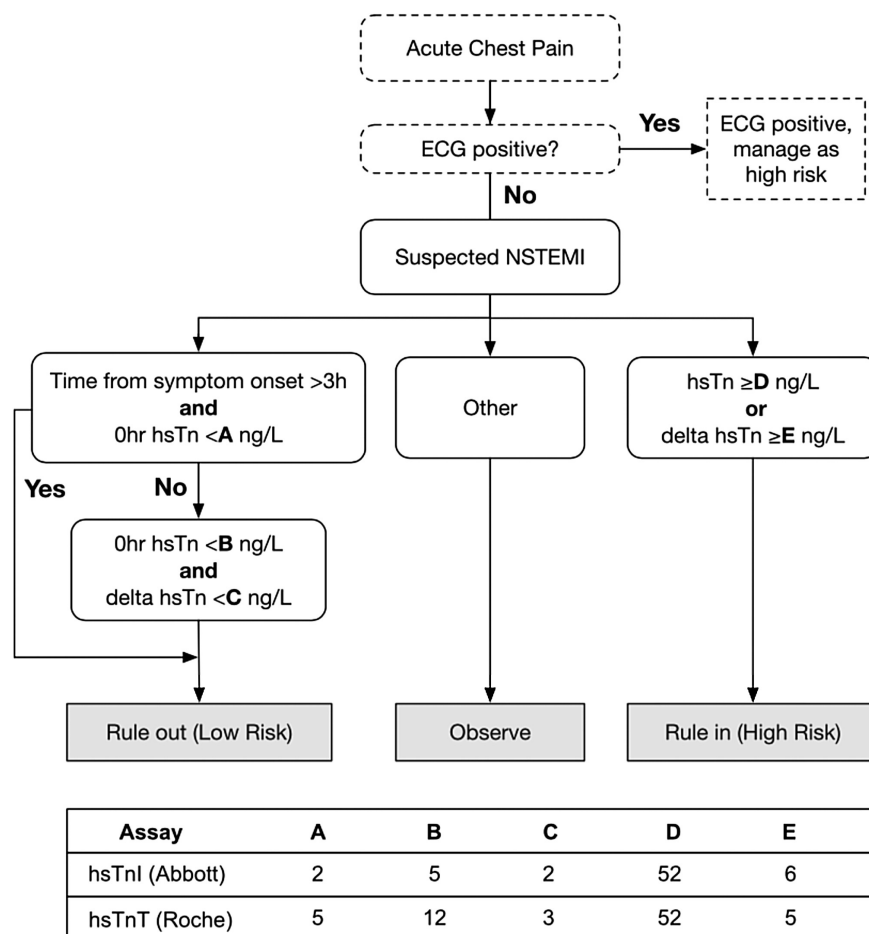 Acute Chest Pain
ECG positive?
Yes
ECG positive,
manage as
high risk
No
Suspected NSTEMI
Time from symptom onset >3h
and
0hr hsTn <A ng/L
Other
hsTn ≥D ng/L
or
delta hsTn ≥E ng/L
Yes
No
0hr hsTn <B ng/L
and
delta hsTn <C ng/L
Rule out (Low Risk)
Observe
Rule in (High Risk)
Assay A B C D E
hsTnI (Abbott) 2 5 2 52 6
hsTnT (Roche) 5 12 3 52 5